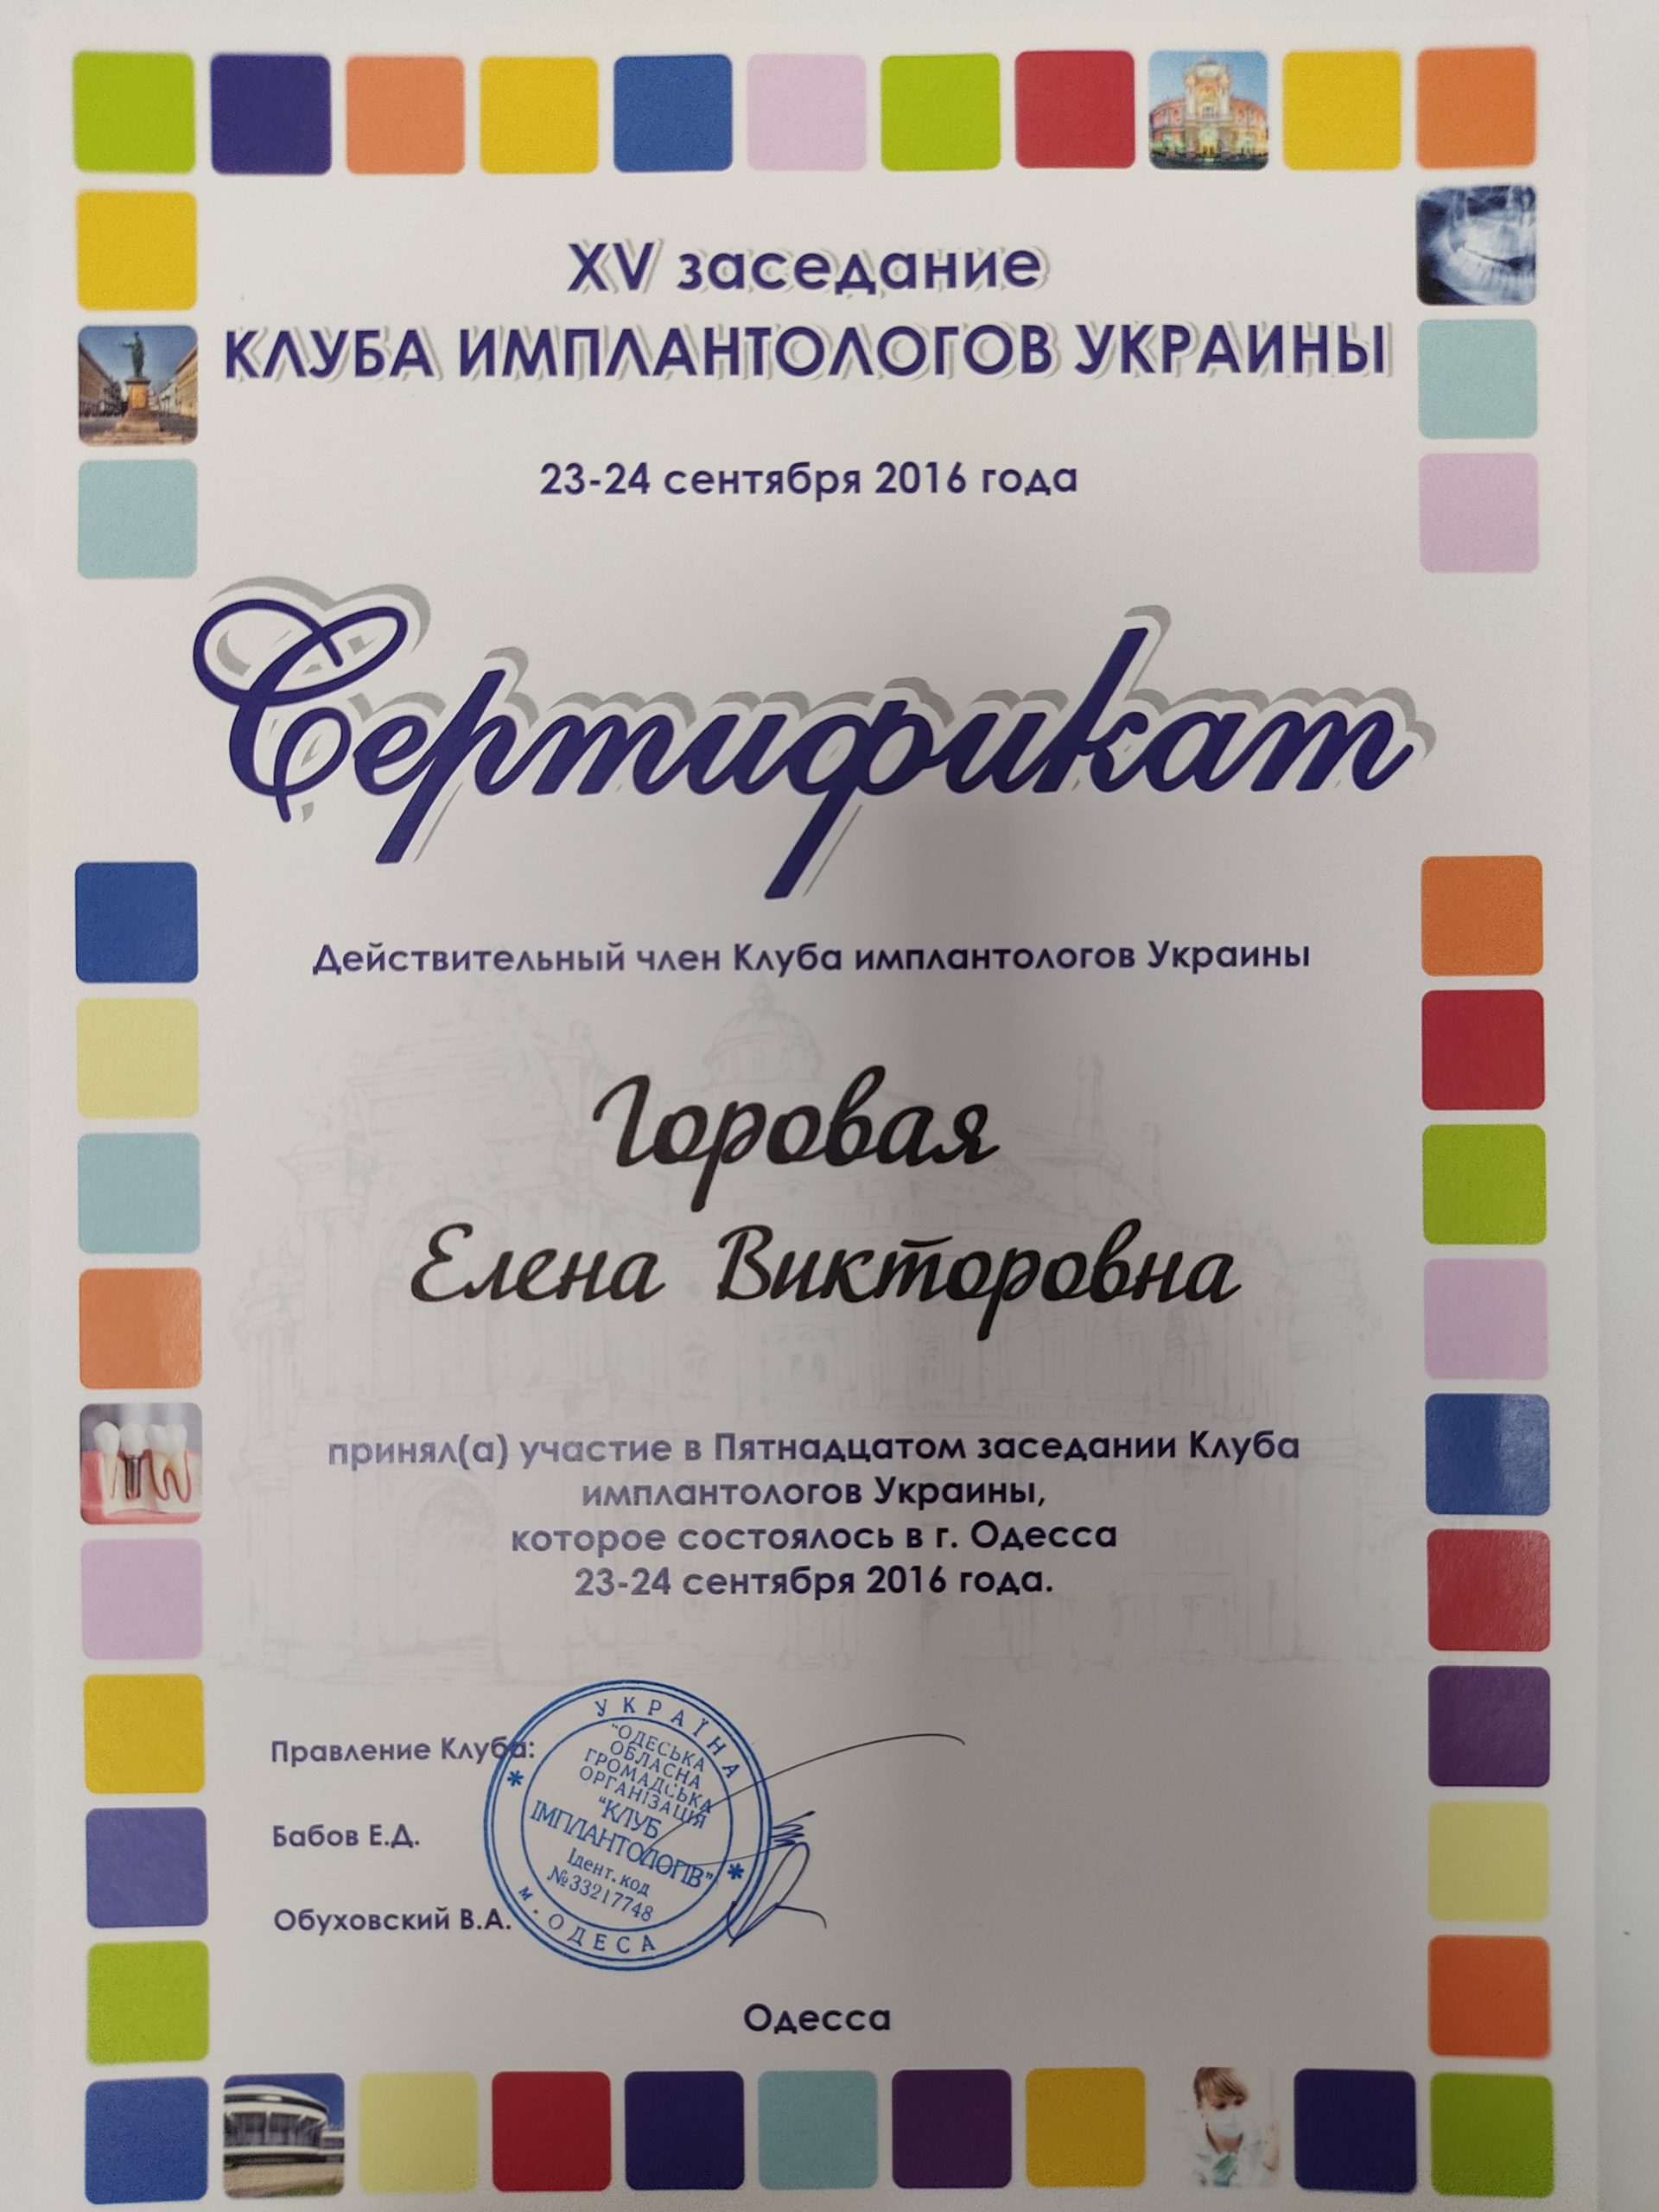 XV заседание
КЛУБА ИМПЛАНТОЛОГОВ УКРАИНЫ
23-24 сентября 2016 года
Сертификат
Действительный член Клуба имплантологов Украины
Горовая
Елена Викторовна
принял(а) участие в Пятнадцатом заседании Клуба
имплантологов Украины,
которое состоялось в г. Одесса
23-24 сентября 2016 года.
Правление Клуба:
Бабов Е.Д.
Обуховский В.А.
УКРАЇНА
"ОДЕСЬКА
ОБЛАСНА
ГРОМАДСЬКА
ОРГАНІЗАЦІЯ
"КЛУБ
ІМПЛАНТОЛОГІВ"
Ідент. код
№33217748
м. ОДЕСА
Одесса